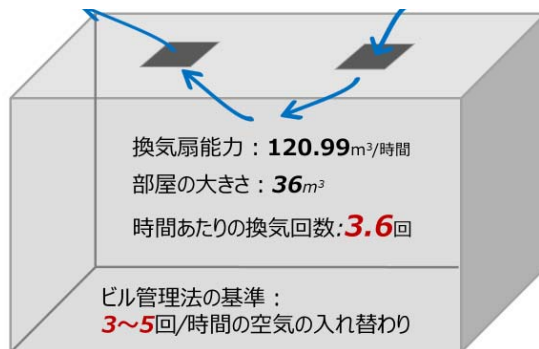 換気扇能力：120.99m³/時間
部屋の大きさ：36m³
時間あたりの換気回数:3.6回
ビル管理法の基準：
3～5回/時間の空気の入れ替わり